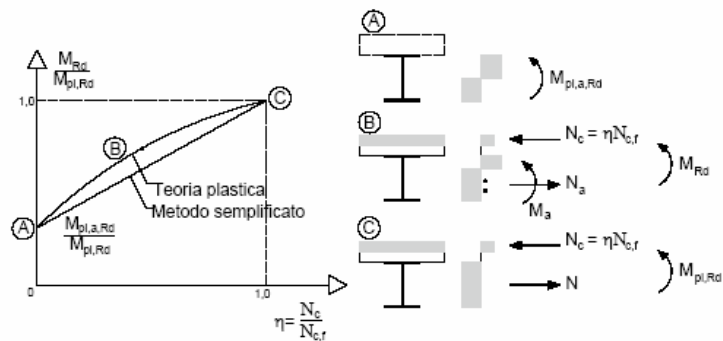 M_Rd
M_pl,Rd
1,0
C
B
Teoria plastica
Metodo semplificato
A
M_pl,a,Rd
M_pl,Rd
0
1,0
η= N_c
N_c,f
A
M_pl,a,Rd
B
N_c = ηN_c,f
M_Rd
N_a
M_a
C
N_c = ηN_c,f
M_pl,Rd
N